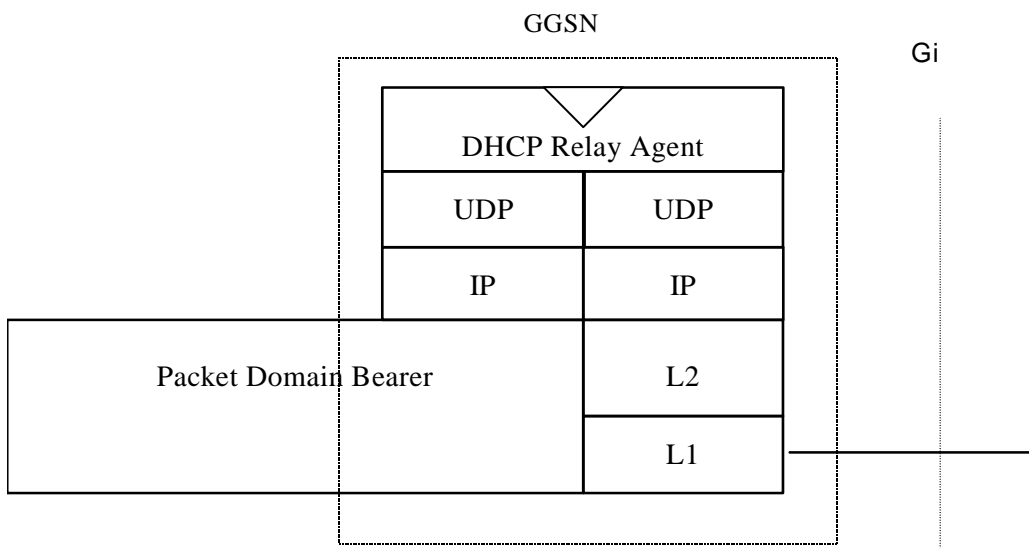 GGSN
Gi
DHCP Relay Agent
UDP
UDP
IP
IP
Packet Domain Bearer
L2
L1